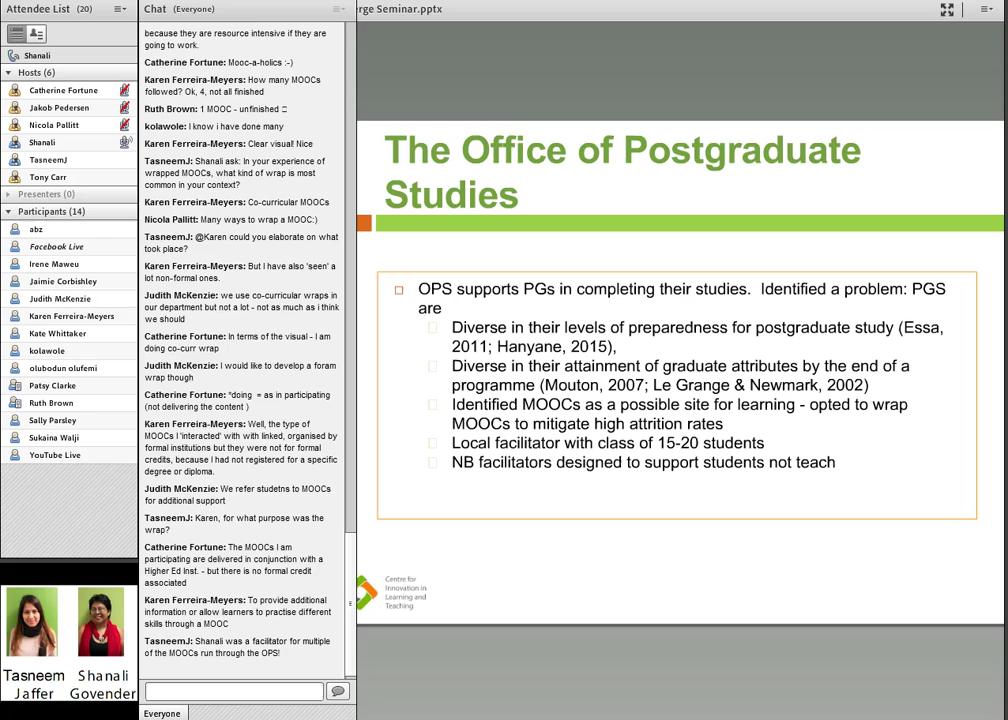 Attendee List (20)
Shanali
Hosts (6)
Catherine Fortune
Jakob Pedersen
Nicola Pallitt
Shanali
TasneemJ
Tony Carr
Presenters (0)
Participants (14)
abz
Facebook Live
Irene Maweu
Jaimie Corbishley
Judith McKenzie
Karen Ferreira-Meyers
Kate Whittaker
kolawole
olubodun olufemi
Patsy Clarke
Ruth Brown
Sally Parsley
Sukaina Walji
YouTube Live
Tasneem
Jaffer
Shanali
Govender
Chat (Everyone)
because they are resource intensive if they are
going to work.
Catherine Fortune: Mooc-a-holics :-)
Karen Ferreira-Meyers: How many MOOCs
followed? Ok, 4, not all finished
Ruth Brown: 1 MOOC - unfinished
kolawole: I know i have done many
Karen Ferreira-Meyers: Clear visual! Nice
TasneemJ: Shanali ask: In your experience of
wrapped MOOCs, what kind of wrap is most
common in your context?
Karen Ferreira-Meyers: Co-curricular MOOCs
Nicola Pallitt: Many ways to wrap a MOOC:)
TasneemJ: @Karen could you elaborate on what
took place?
Karen Ferreira-Meyers: But I have also 'seen' a
lot non-formal ones.
Judith McKenzie: we use co-curricular wraps in
our department but not a lot - not as much as i think
we should
Catherine Fortune: In terms of the visual - I am
doing co-curr wrap
Judith McKenzie: I would like to develop a foram
wrap though
Catherine Fortune: *doing = as in participating
(not delivering the content )
Karen Ferreira-Meyers: Well, the type of
MOOCs I 'interacted' with with linked, organised by
formal institutions but they were not for formal
credits, because I had not registered for a specific
degree or diploma.
Judith McKenzie: We refer studetns to MOOCs
for additional support
TasneemJ: Karen, for what purpose was the
wrap?
Catherine Fortune: The MOOCs I am
participating are delivered in conjunction with a
Higher Ed Inst. - but there is no formal credit
associated
Karen Ferreira-Meyers: To provide additional
information or allow learners to practise different
skills through a MOOC
TasneemJ: Shanali was a facilitator for multiple
of the MOOCs run through the OPS!
Everyone
erge Seminar.pptx
The Office of Postgraduate
Studies
OPS supports PGs in completing their studies. Identified a problem: PGS
are
Diverse in their levels of preparedness for postgraduate study (Essa,
2011; Hanyane, 2015),
Diverse in their attainment of graduate attributes by the end of a
programme (Mouton, 2007; Le Grange & Newmark, 2002)
Identified MOOCs as a possible site for learning - opted to wrap
MOOCs to mitigate high attrition rates
Local facilitator with class of 15-20 students
NB facilitators designed to support students not teach
Centre for
Innovation in
Learning and
Teaching